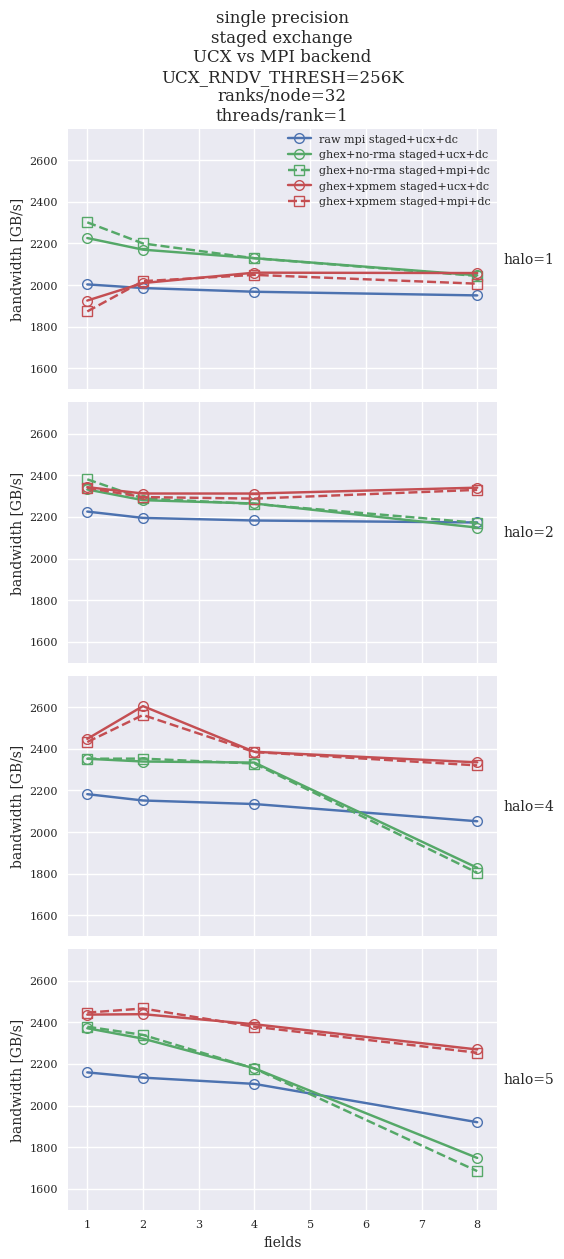 single precision
staged exchange
UCX vs MPI backend
UCX_RNDV_THRESH=256K
ranks/node=32
threads/rank=1
raw mpi staged+ucx+dc
ghex+no-rma staged+ucx+dc
ghex+no-rma staged+mpi+dc
ghex+xpmem staged+ucx+dc
ghex+xpmem staged+mpi+dc
2600
2400
2200
2000
1800
1600
bandwidth [GB/s]
halo=1
2600
2400
2200
2000
1800
1600
bandwidth [GB/s]
halo=2
2600
2400
2200
2000
1800
1600
bandwidth [GB/s]
halo=4
2600
2400
2200
2000
1800
1600
bandwidth [GB/s]
halo=5
1 2 3 4 5 6 7 8
fields